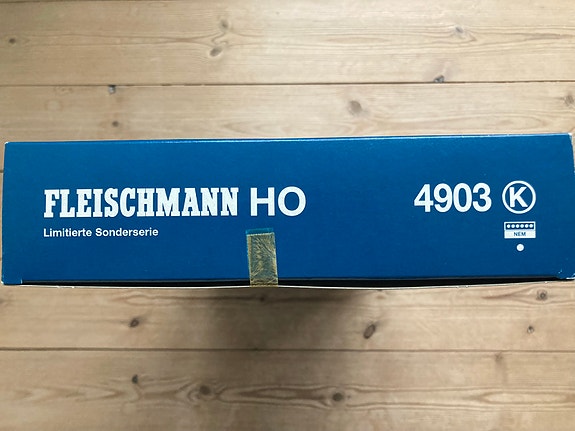 FLEISCHMANN HO
Limitierte Sonderserie
4903 K
NEM